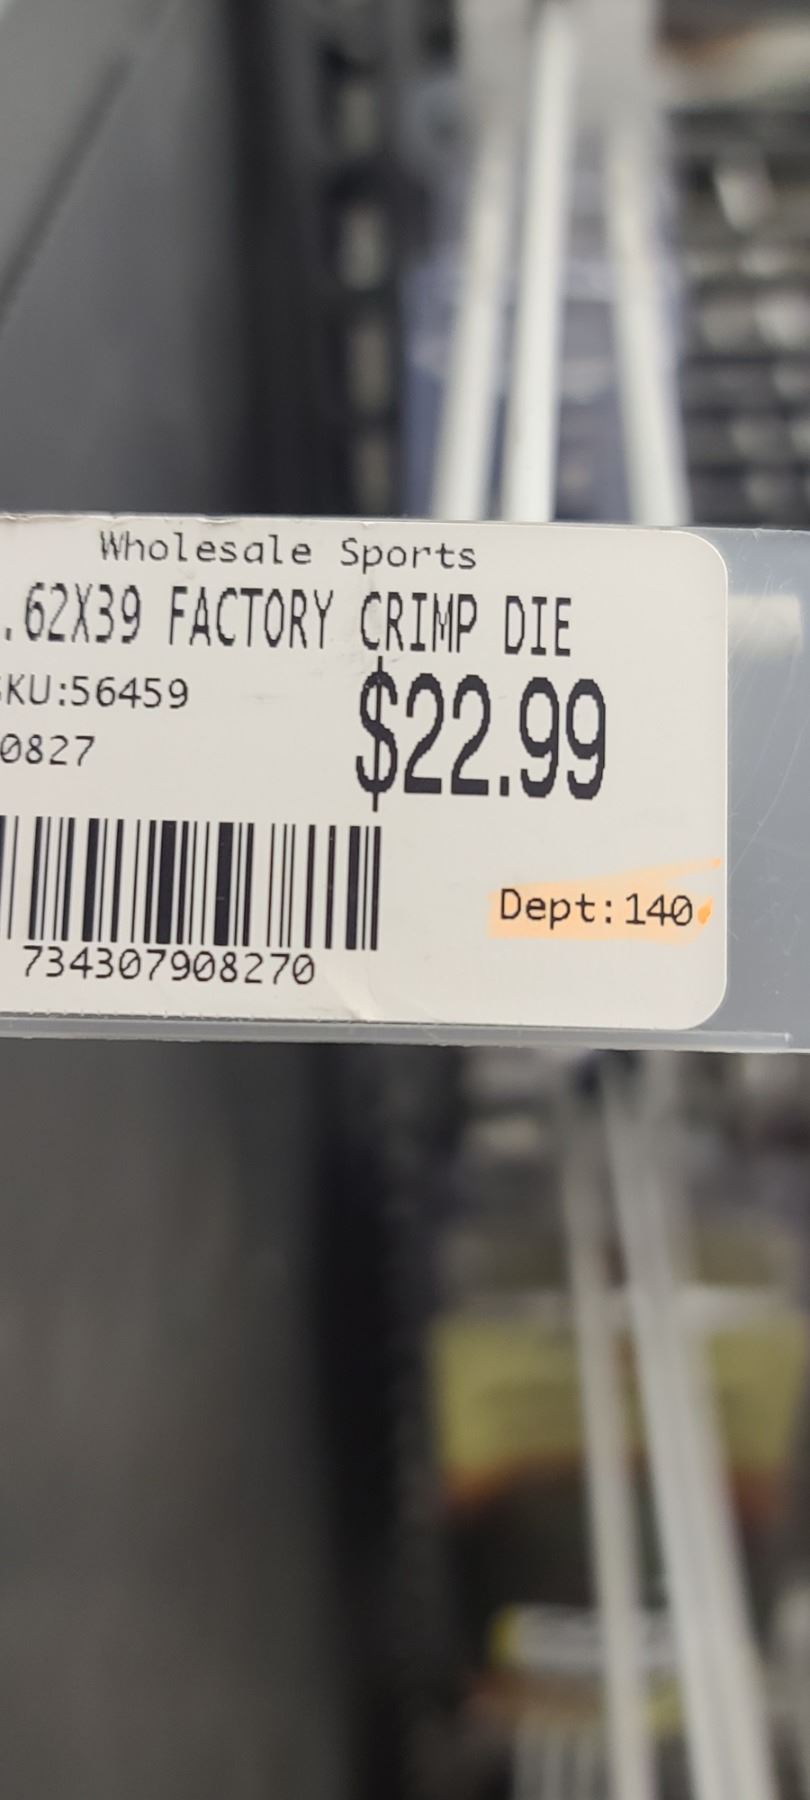 Wholesale Sports
.62X39 FACTORY CRIMP DIE
KU:56459
$22.99
0827
Dept:140
734307908270